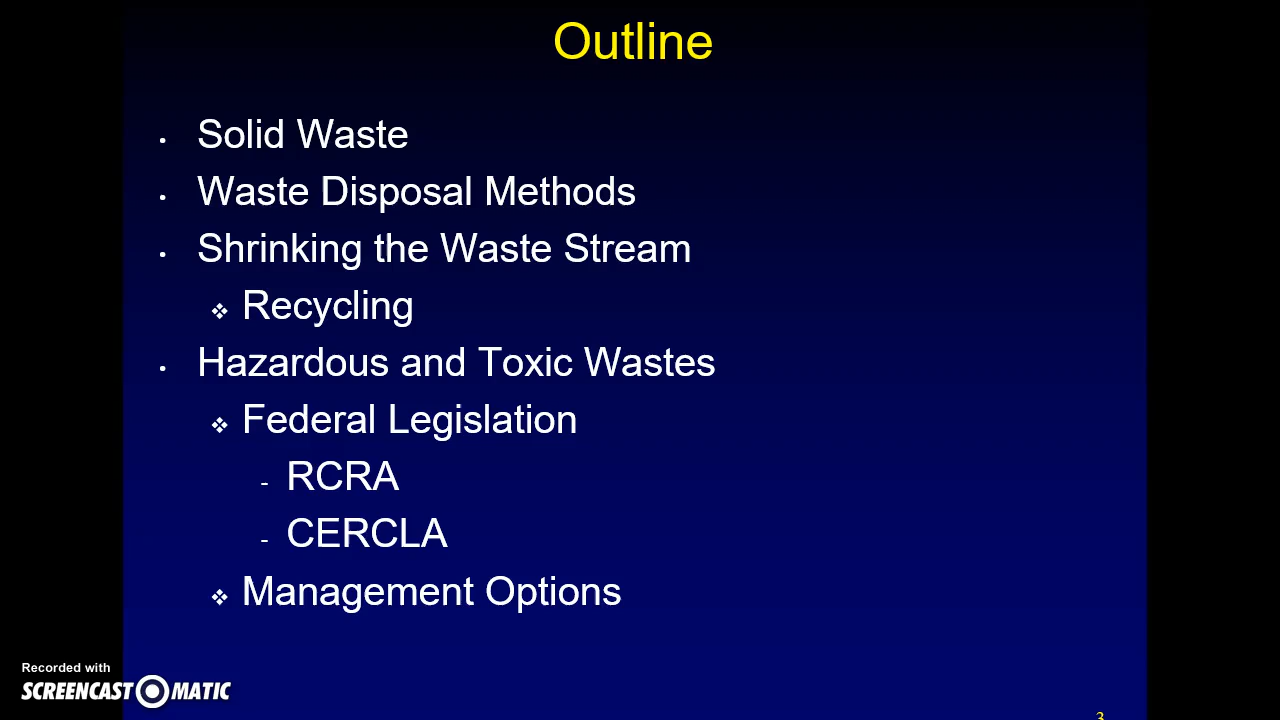 Outline
• Solid Waste
• Waste Disposal Methods
• Shrinking the Waste Stream
❖ Recycling
• Hazardous and Toxic Wastes
❖ Federal Legislation
- RCRA
- CERCLA
❖ Management Options
Recorded with
SCREENCAST MATIC
3